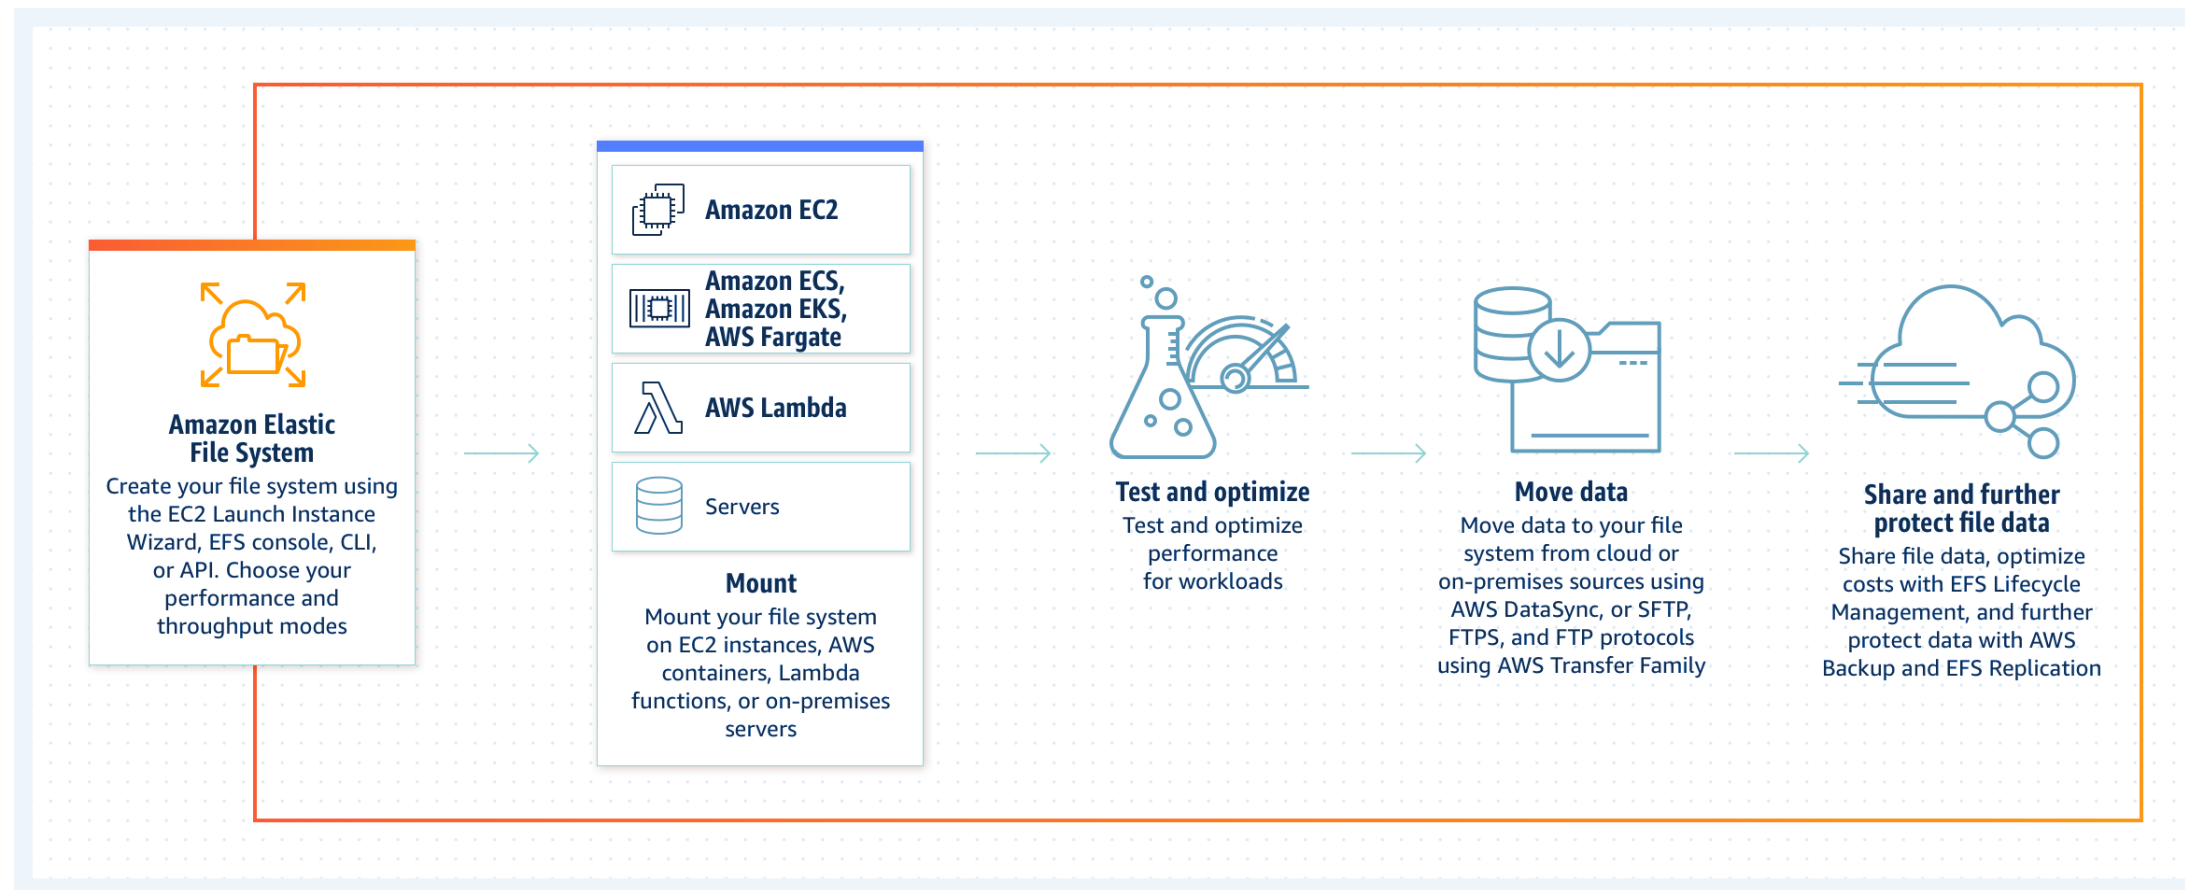 Amazon Elastic
File System
Create your file system using
the EC2 Launch Instance
Wizard, EFS console, CLI,
or API. Choose your
performance and
throughput modes
Amazon EC2
Amazon ECS,
Amazon EKS,
AWS Fargate
AWS Lambda
Servers
Mount
Mount your file system
on EC2 instances, AWS
containers, Lambda
functions, or on-premises
servers
Test and optimize
Test and optimize
performance
for workloads
Move data
Move data to your file
system from cloud or
on-premises sources using
AWS DataSync, or SFTP,
FTPS, and FTP protocols
using AWS Transfer Family
Share and further
protect file data
Share file data, optimize
costs with EFS Lifecycle
Management, and further
protect data with AWS
Backup and EFS Replication